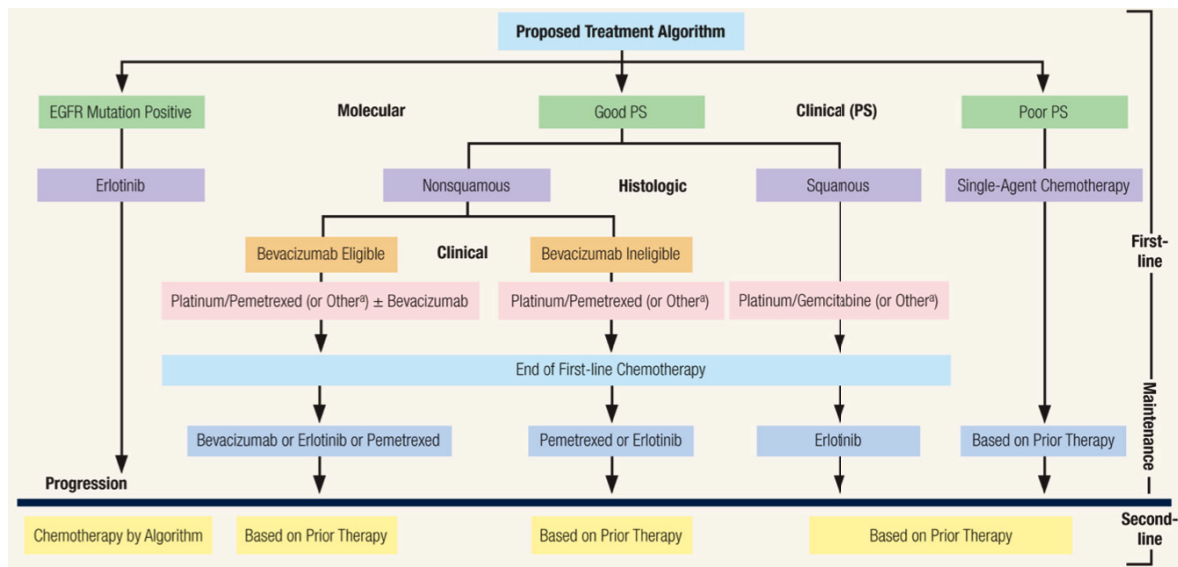 Proposed Treatment Algorithm
EGFR Mutation Positive
Molecular
Good PS
Clinical (PS)
Poor PS
Erlotinib
Nonsquamous
Histologic
Squamous
Single-Agent Chemotherapy
Bevacizumab Eligible
Clinical
Bevacizumab Ineligible
First-
line
Platinum/Pemetrexed (or Otherᵃ) ± Bevacizumab
Platinum/Pemetrexed (or Otherᵃ)
Platinum/Gemcitabine (or Otherᵃ)
End of First-line Chemotherapy
Maintenance
Bevacizumab or Erlotinib or Pemetrexed
Pemetrexed or Erlotinib
Erlotinib
Based on Prior Therapy
Progression
Chemotherapy by Algorithm
Based on Prior Therapy
Based on Prior Therapy
Based on Prior Therapy
Second-
line